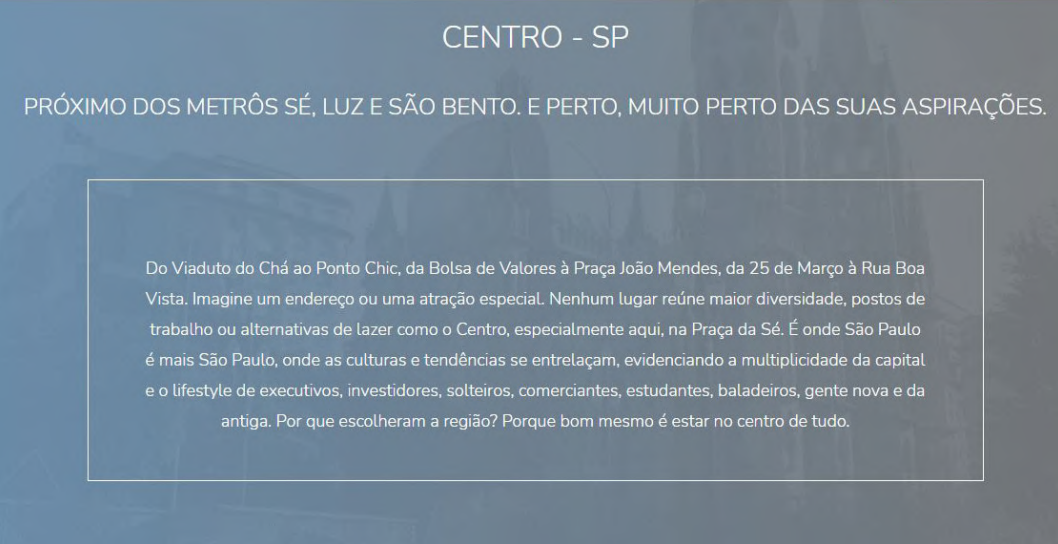 CENTRO - SP
PRÓXIMO DOS METRÔS SÉ, LUZ E SÃO BENTO. E PERTO, MUITO PERTO DAS SUAS ASPIRAÇÕES.
Do Viaduto do Chá ao Ponto Chic, da Bolsa de Valores à Praça João Mendes, da 25 de Março à Rua Boa
Vista. Imagine um endereço ou uma atração especial. Nenhum lugar reúne maior diversidade, postos de
trabalho ou alternativas de lazer como o Centro, especialmente aqui, na Praça da Sé. É onde São Paulo
é mais São Paulo, onde as culturas e tendências se entrelaçam, evidenciando a multiplicidade da capital
e o lifestyle de executivos, investidores, solteiros, comerciantes, estudantes, baladeiros, gente nova e da
antiga. Por que escolheram a região? Porque bom mesmo é estar no centro de tudo.